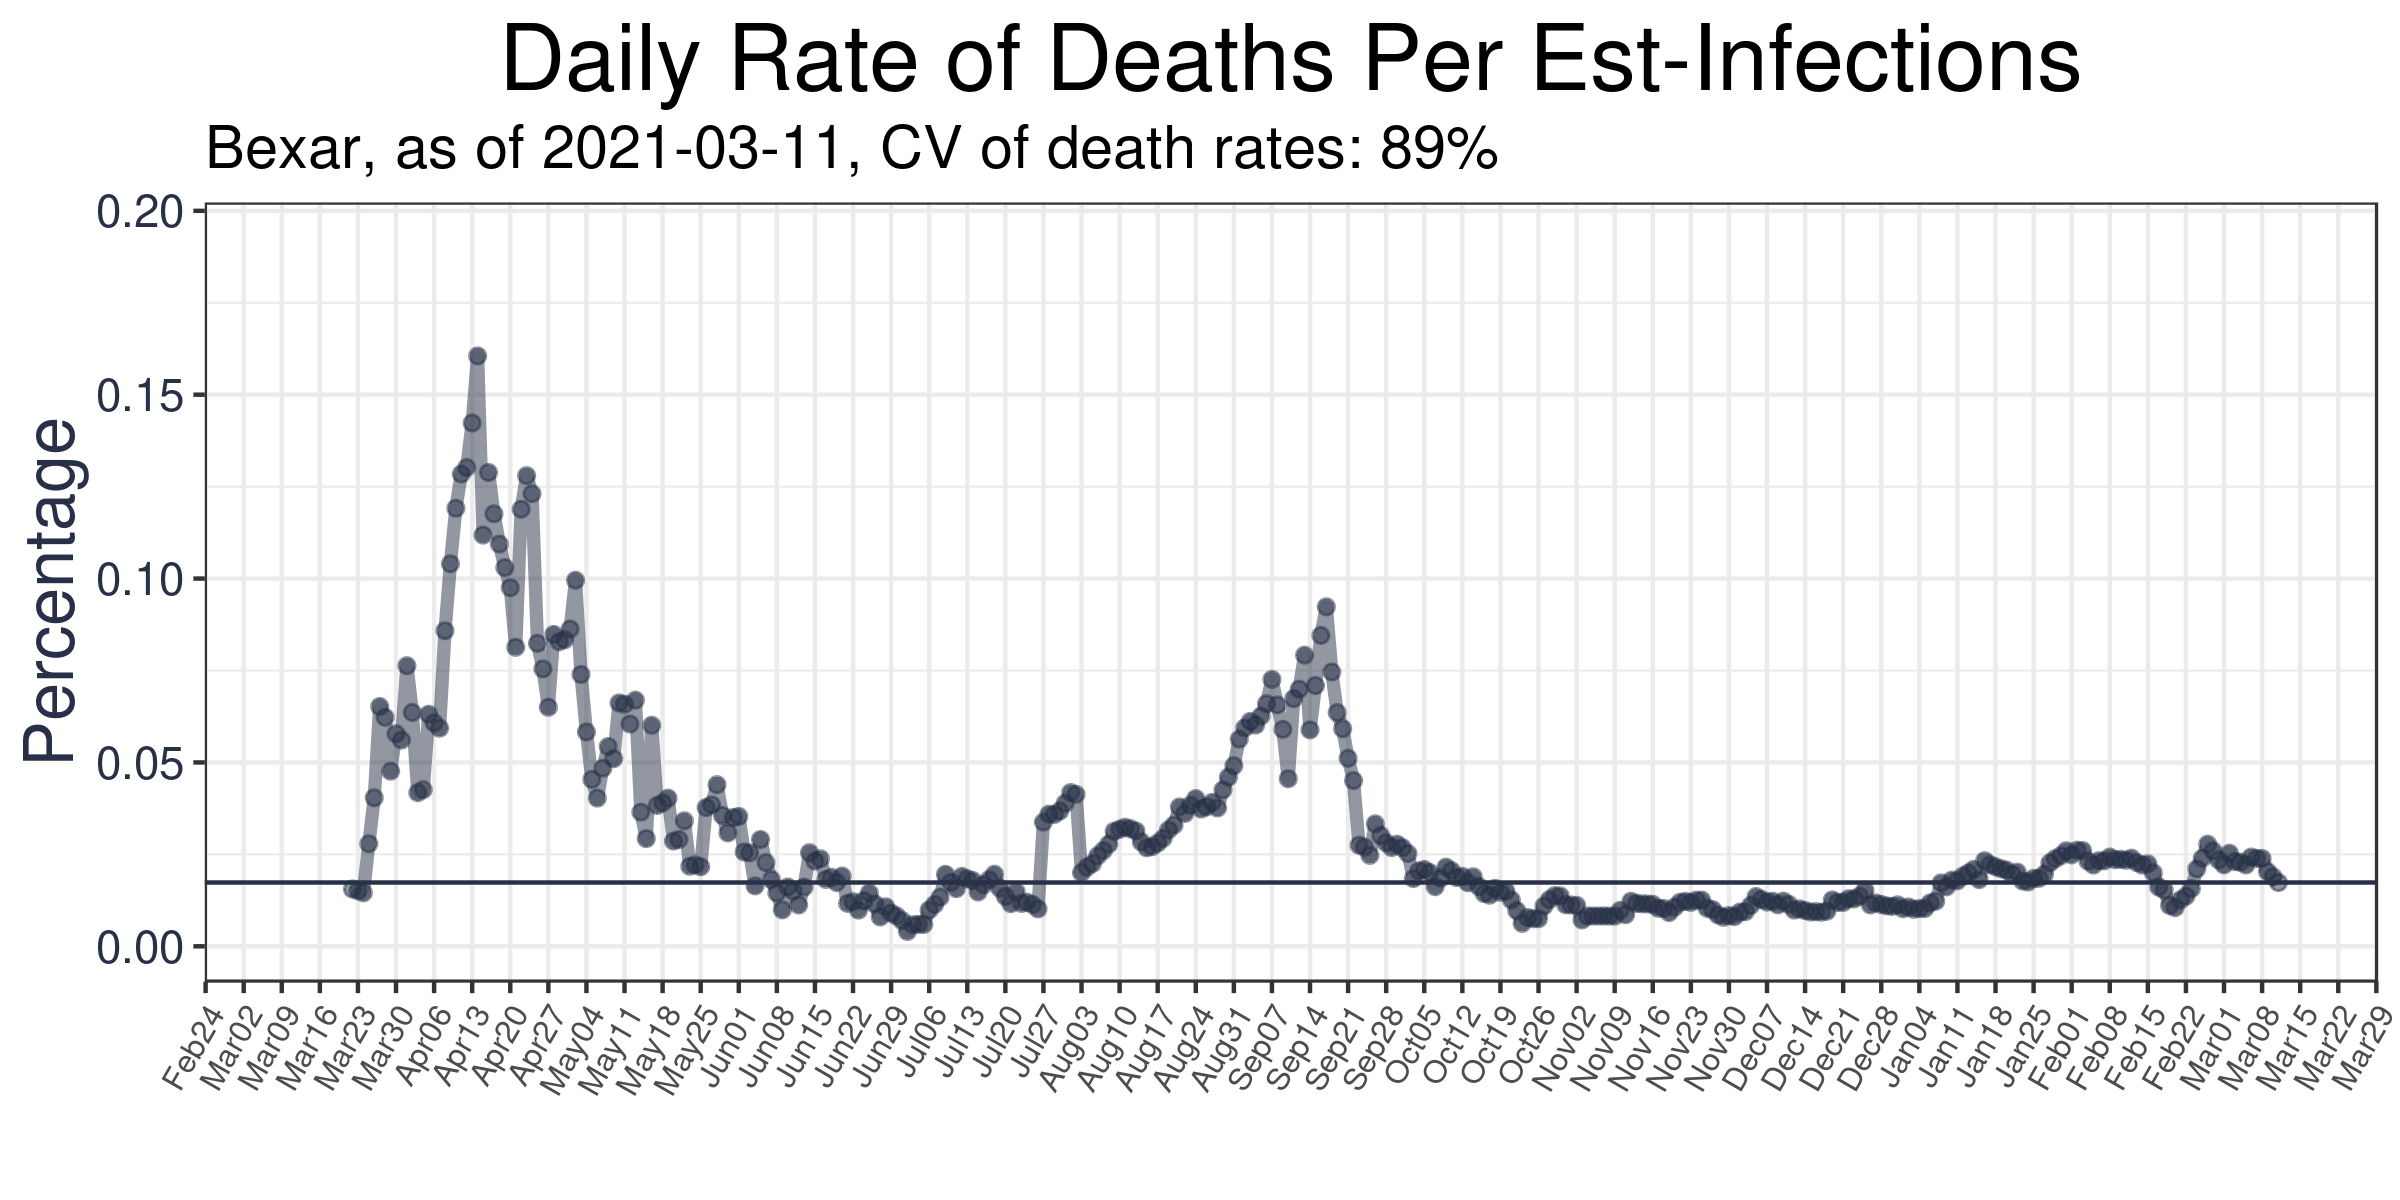 Daily Rate of Deaths Per Est-Infections
Bexar, as of 2021-03-11, CV of death rates: 89%
Percentage
0.20
0.15
0.10
0.05
0.00
Feb24
Mar02
Mar09
Mar16
Mar23
Mar30
Apr06
Apr13
Apr20
Apr27
May04
May11
May18
May25
Jun01
Jun08
Jun15
Jun22
Jun29
Jul06
Jul13
Jul20
Jul27
Aug03
Aug10
Aug17
Aug24
Aug31
Sep07
Sep14
Sep21
Sep28
Oct05
Oct12
Oct19
Oct26
Nov02
Nov09
Nov16
Nov23
Nov30
Dec07
Dec14
Dec21
Dec28
Jan04
Jan11
Jan18
Jan25
Feb01
Feb08
Feb15
Feb22
Mar01
Mar08
Mar15
Mar22
Mar29